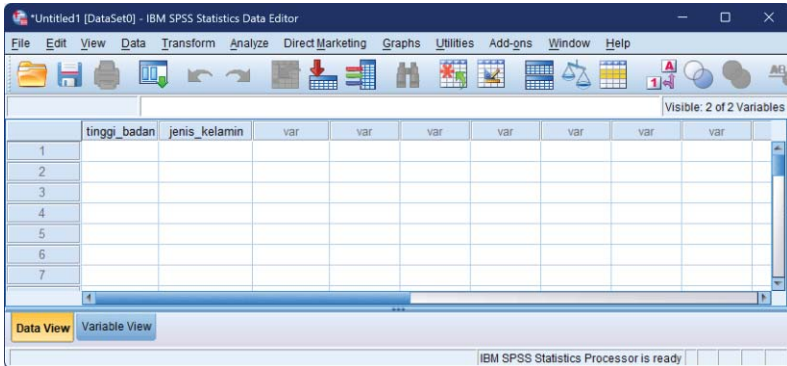 *Untitled1 [DataSet0] - IBM SPSS Statistics Data Editor
File Edit View Data Transform Analyze Direct Marketing Graphs Utilities Add-ons Window Help
A
1 4
Visible: 2 of 2 Variables
tinggi_badan jenis_kelamin var var var var var var var
1
2
3
4
5
6
7
Data View Variable View
IBM SPSS Statistics Processor is ready